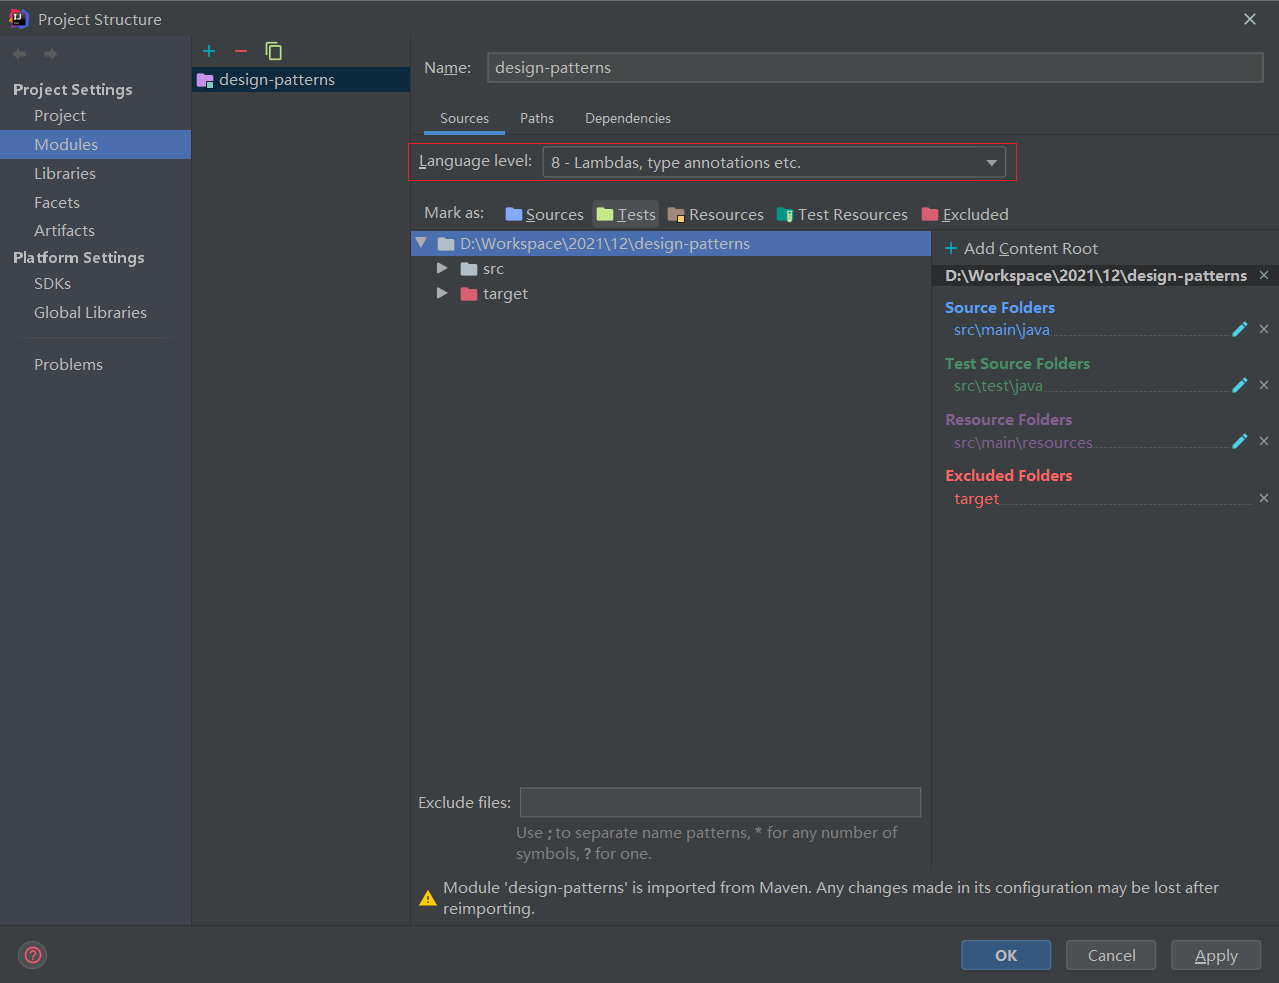 Project Structure
Project Settings
Project
Modules
Libraries
Facets
Artifacts
Platform Settings
SDKs
Global Libraries
Problems
design-patterns
Name: design-patterns
Sources Paths Dependencies
Language level: 8 - Lambdas, type annotations etc.
Mark as: Sources Tests Resources Test Resources Excluded
D:\Workspace\2021\12\design-patterns
src
target
Add Content Root
D:\Workspace\2021\12\design-patterns
Source Folders
src\main\java
Test Source Folders
src\test\java
Resource Folders
src\main\resources
Excluded Folders
target
Exclude files:
Use ; to separate name patterns, * for any number of
symbols, ? for one.
Module 'design-patterns' is imported from Maven. Any changes made in its configuration may be lost after
reimporting.
OK Cancel Apply